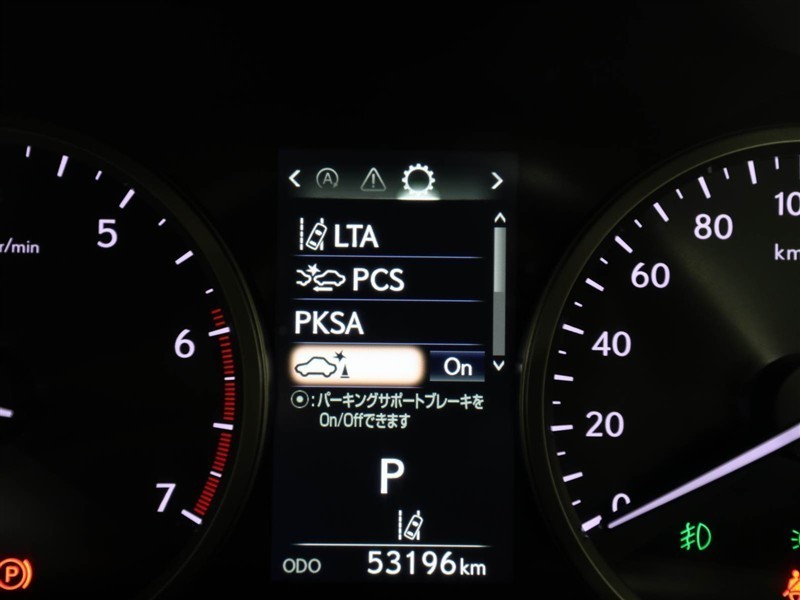 A
LTA
PCS
PKSA
On
⦿:パーキングサポートブレーキを
On/Offできます
P
ODO 53196km
r/min
5
6
7
P
0
20
40
60
80
10
km